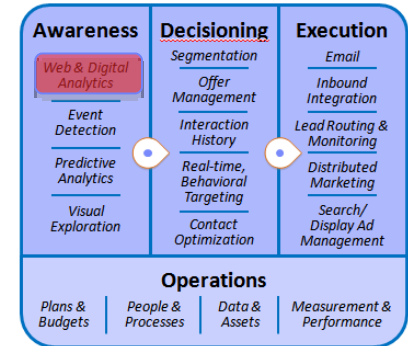 Awareness
Web & Digital
Analytics
Event
Detection
Predictive
Analytics
Visual
Exploration
Decisioning
Segmentation
Offer
Management
Interaction
History
Real-time,
Behavioral
Targeting
Contact
Optimization
Execution
Email
Inbound
Integration
Lead Routing &
Monitoring
Distributed
Marketing
Search/
Display Ad
Management
Operations
Plans &
Budgets
People &
Processes
Data &
Assets
Measurement &
Performance